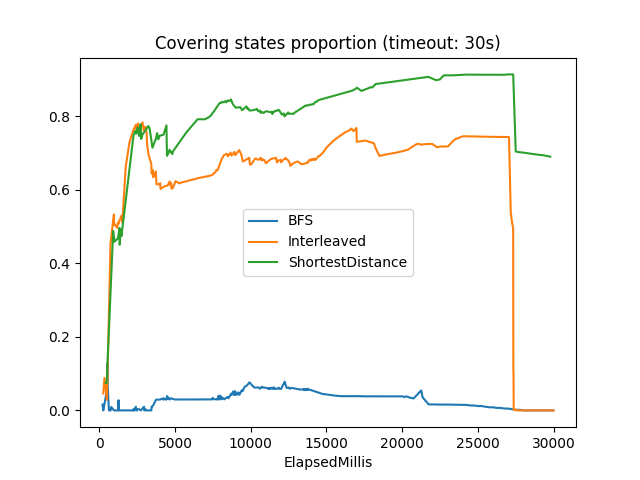 Covering states proportion (timeout: 30s)
0.8
0.6
0.4
0.2
0.0
BFS
Interleaved
ShortestDistance
0 5000 10000 15000 20000 25000 30000
ElapsedMillis